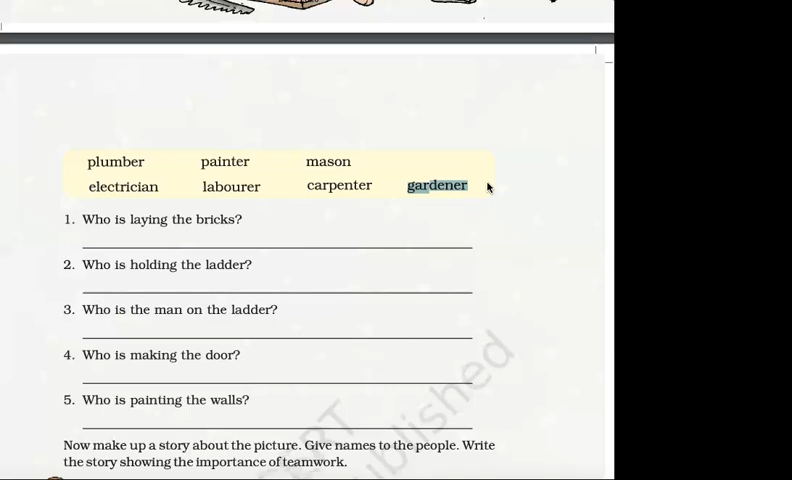 plumber painter mason
electrician labourer carpenter gardener
1. Who is laying the bricks?
2. Who is holding the ladder?
3. Who is the man on the ladder?
4. Who is making the door?
5. Who is painting the walls?
Now make up a story about the picture. Give names to the people. Write
the story showing the importance of teamwork.